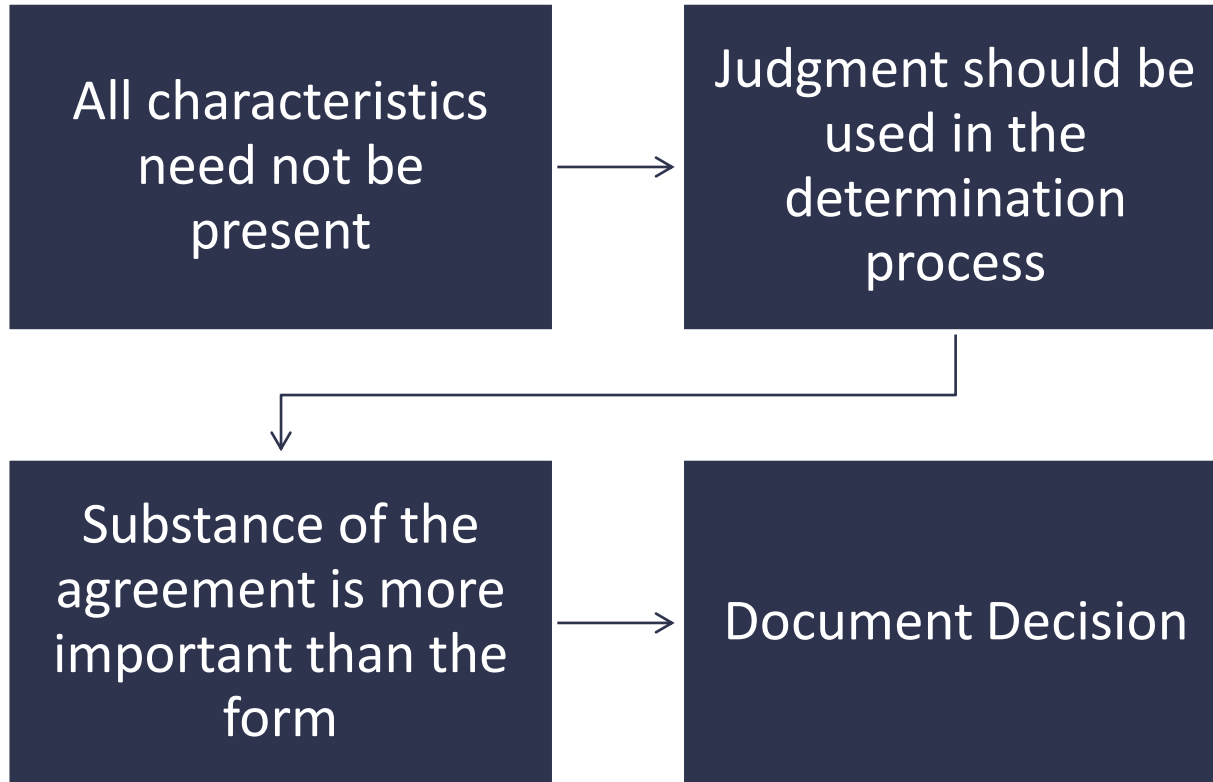 All characteristics
need not be
present
Judgment should be
used in the
determination
process
Substance of the
agreement is more
important than the
form
Document Decision